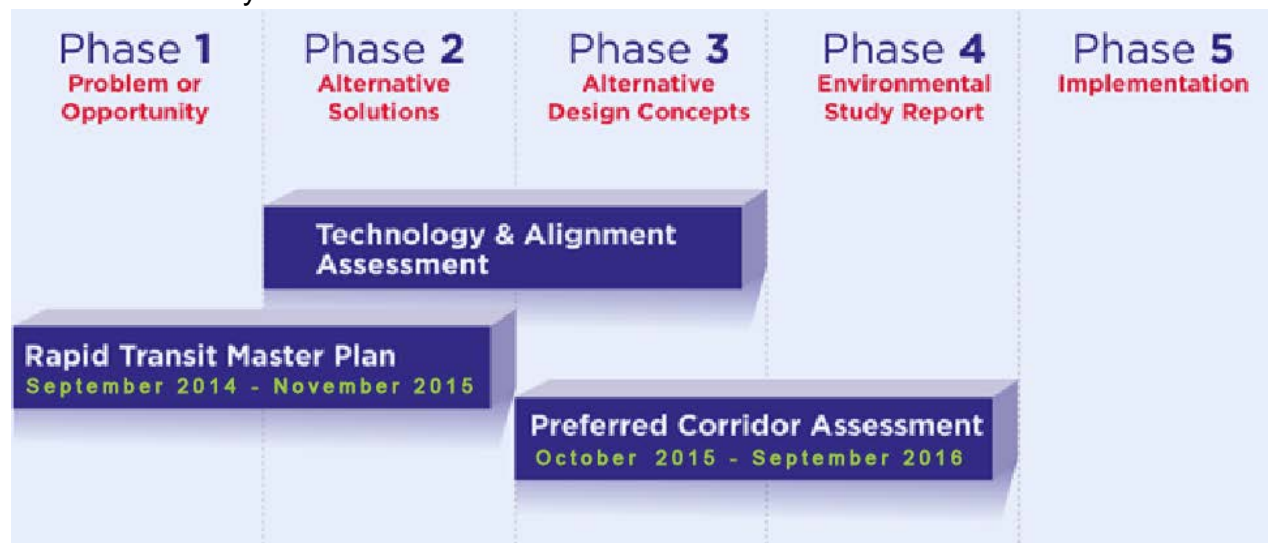 Phase 1
Problem or
Opportunity
Phase 2
Alternative
Solutions
Phase 3
Alternative
Design Concepts
Phase 4
Environmental
Study Report
Phase 5
Implementation
Technology & Alignment
Assessment
Rapid Transit Master Plan
September 2014 - November 2015
Preferred Corridor Assessment
October 2015 - September 2016